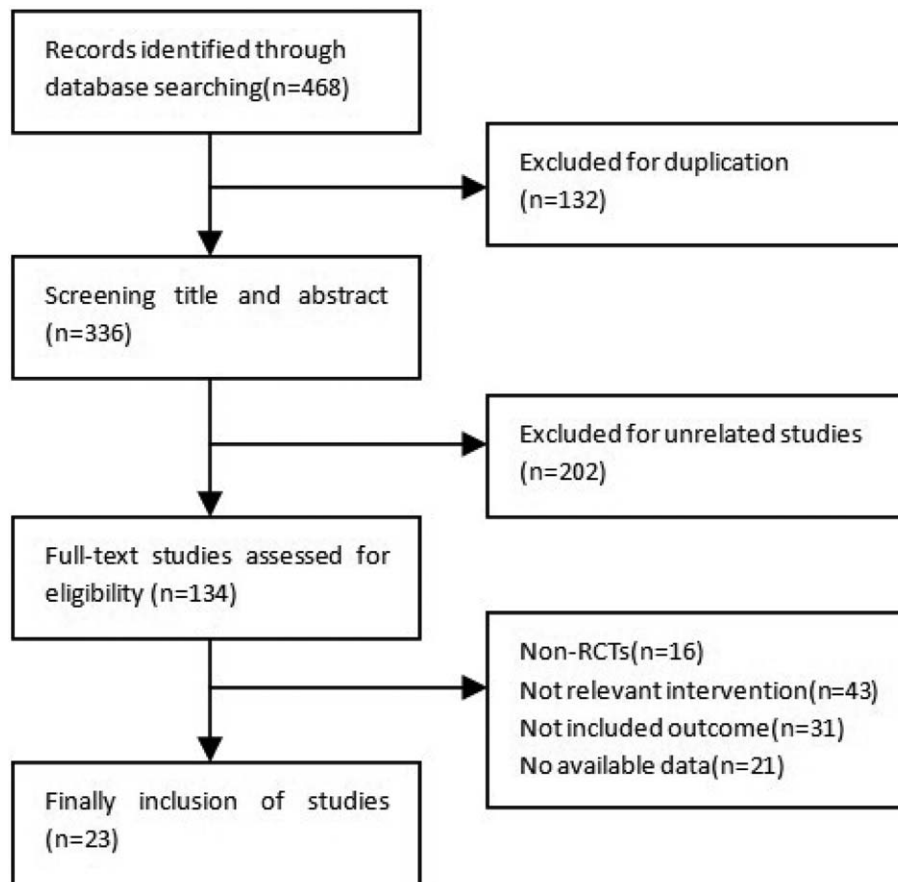 Records identified through
database searching(n=468)
Excluded for duplication
(n=132)
Screening title and abstract
(n=336)
Excluded for unrelated studies
(n=202)
Full-text studies assessed for
eligibility (n=134)
Non-RCTs(n=16)
Not relevant intervention(n=43)
Not included outcome(n=31)
No available data(n=21)
Finally inclusion of studies
(n=23)